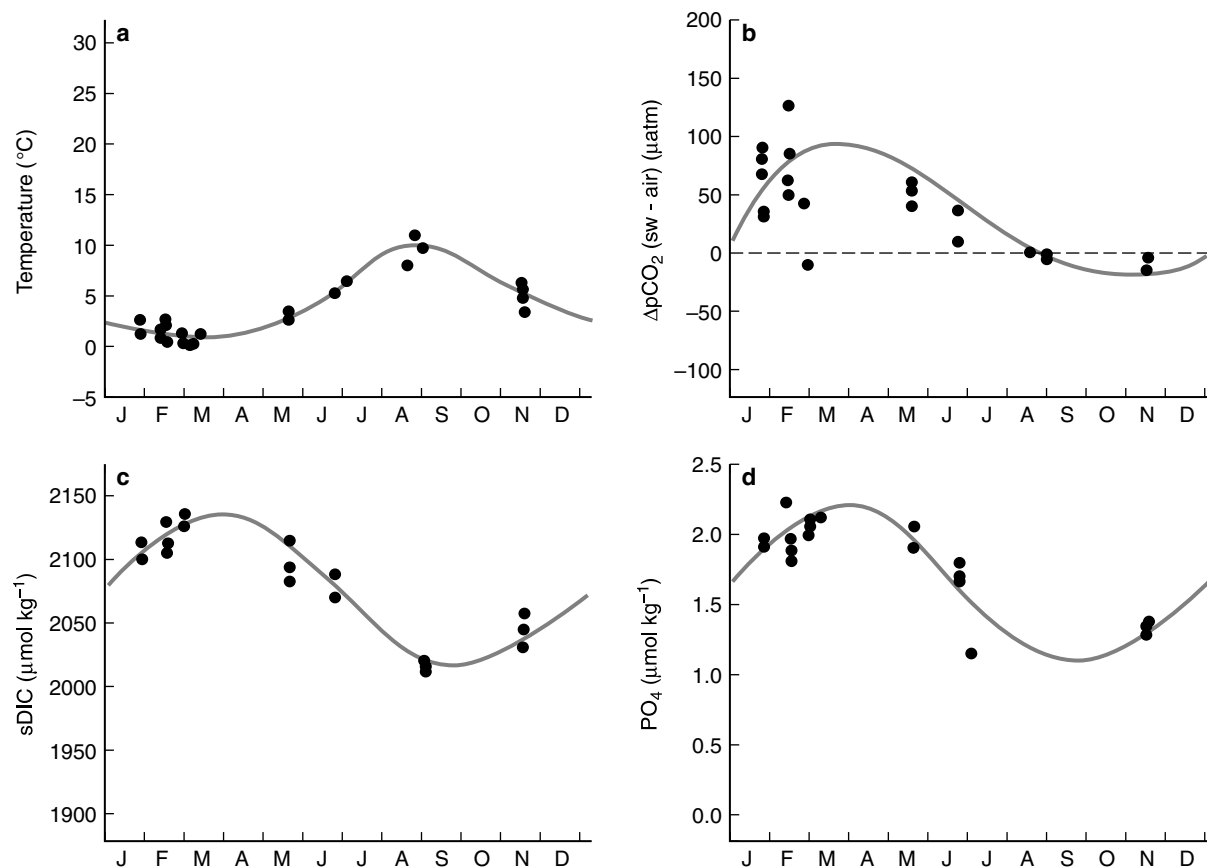 a
Temperature (°C)
30
25
20
15
10
5
0
–5
J F M A M J J A S O N D
b
ΔpCO₂ (sw - air) (μatm)
200
150
100
50
0
–50
–100
J F M A M J J A S O N D
c
sDIC (μmol kg⁻¹)
2150
2100
2050
2000
1950
1900
J F M A M J J A S O N D
d
PO₄ (μmol kg⁻¹)
2.5
2.0
1.5
1.0
0.5
0.0
J F M A M J J A S O N D